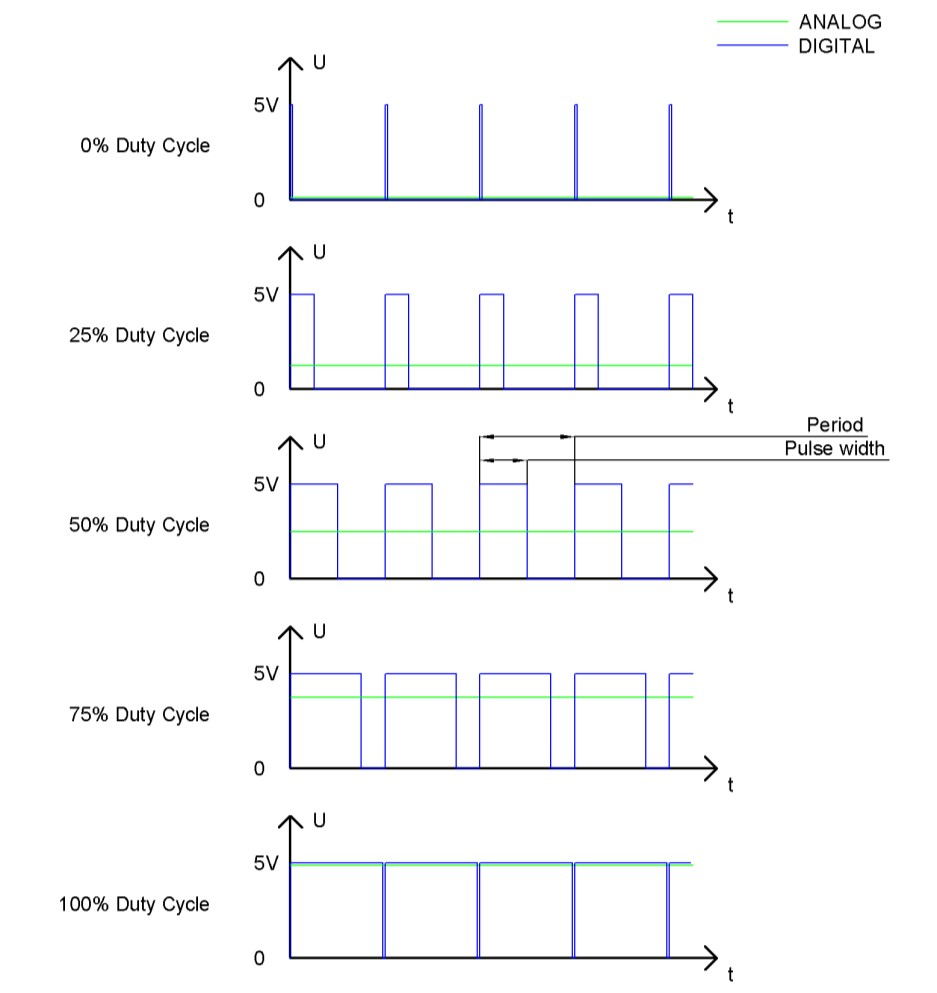 ANALOG
DIGITAL
U
5V
0% Duty Cycle
0
t
U
5V
25% Duty Cycle
0
t
Period
U
Pulse width
5V
50% Duty Cycle
0
t
U
5V
75% Duty Cycle
0
t
U
5V
100% Duty Cycle
0
t